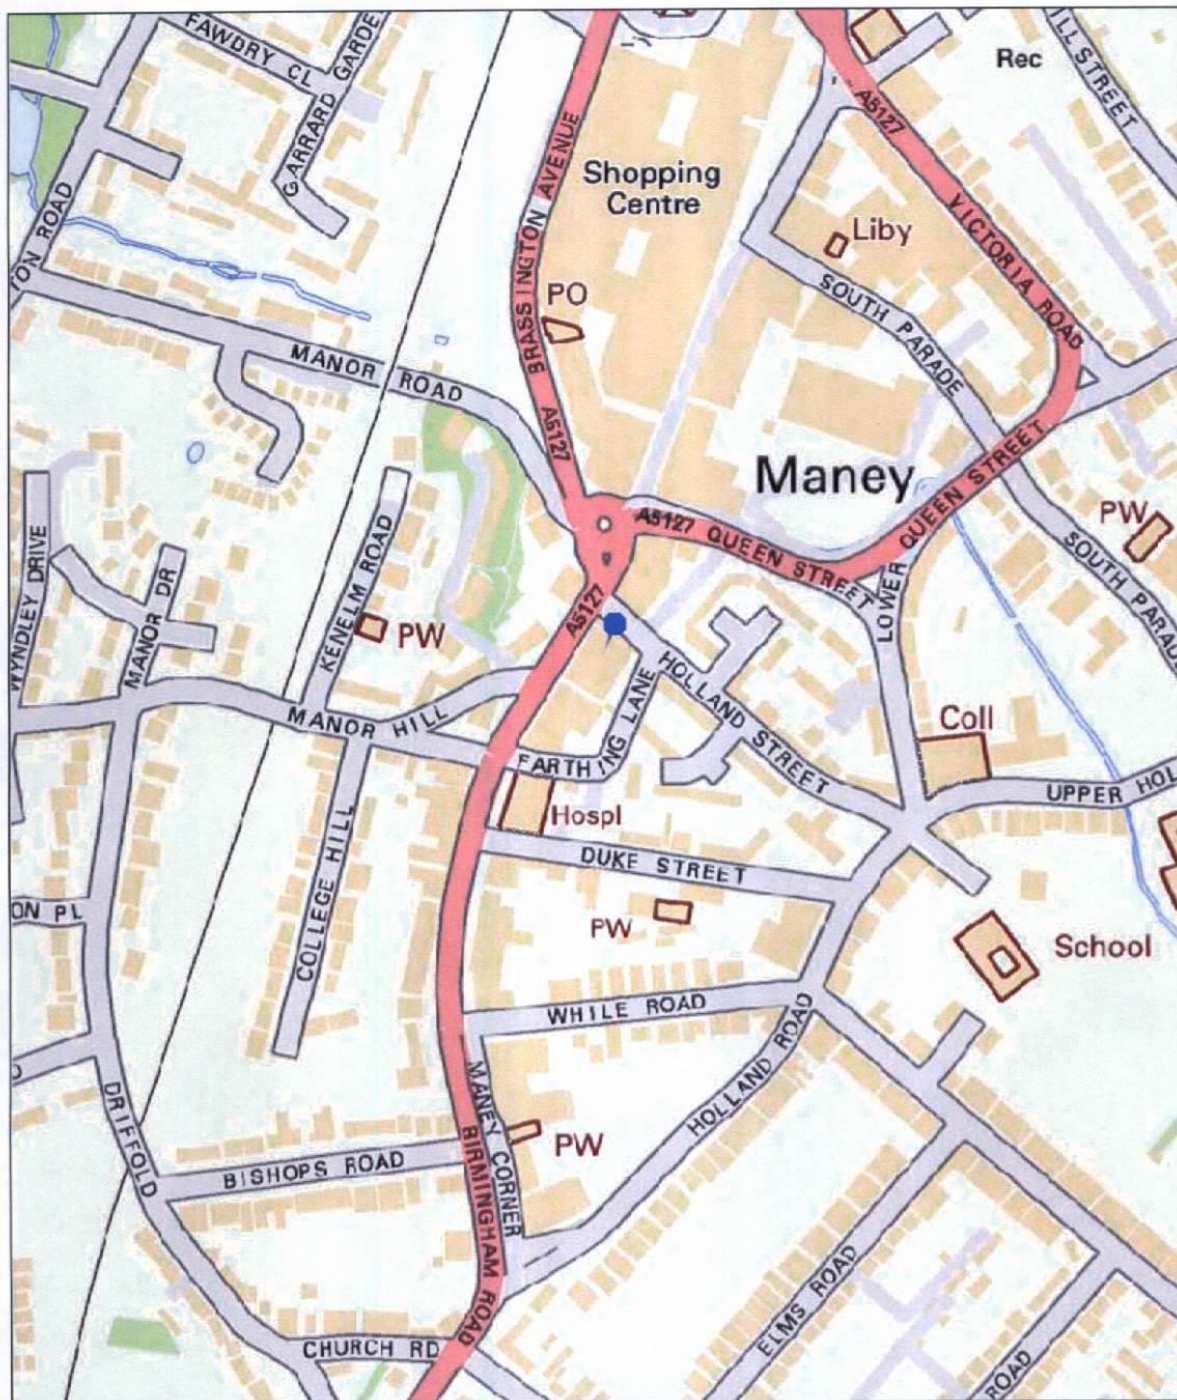 FAWDRY CL
GARRARD GARDE
Rec
ILL STREET
A5127
VICTORIA ROAD
BRASSINGTON AVENUE
A5127
Shopping
Centre
Liby
SOUTH PARADE
TON ROAD
PO
MANOR ROAD
Maney
A5127 QUEEN STREET
QUEEN STREET
LOWER
PW
SOUTH PARADE
WYNDLEY DRIVE
MANOR DR
KENELM ROAD
PW
A5127
HOLLAND STREET
MANOR HILL
FARTHING LANE
Coll
UPPER HOL
Hospl
COLLEGE HILL
DUKE STREET
PW
School
ON PL
WHILE ROAD
HOLLAND ROAD
DRIFFOLD
MANEY CORNER
PW
BISHOPS ROAD
BIRMINGHAM ROAD
CHURCH RD
ELMS ROAD
ROAD